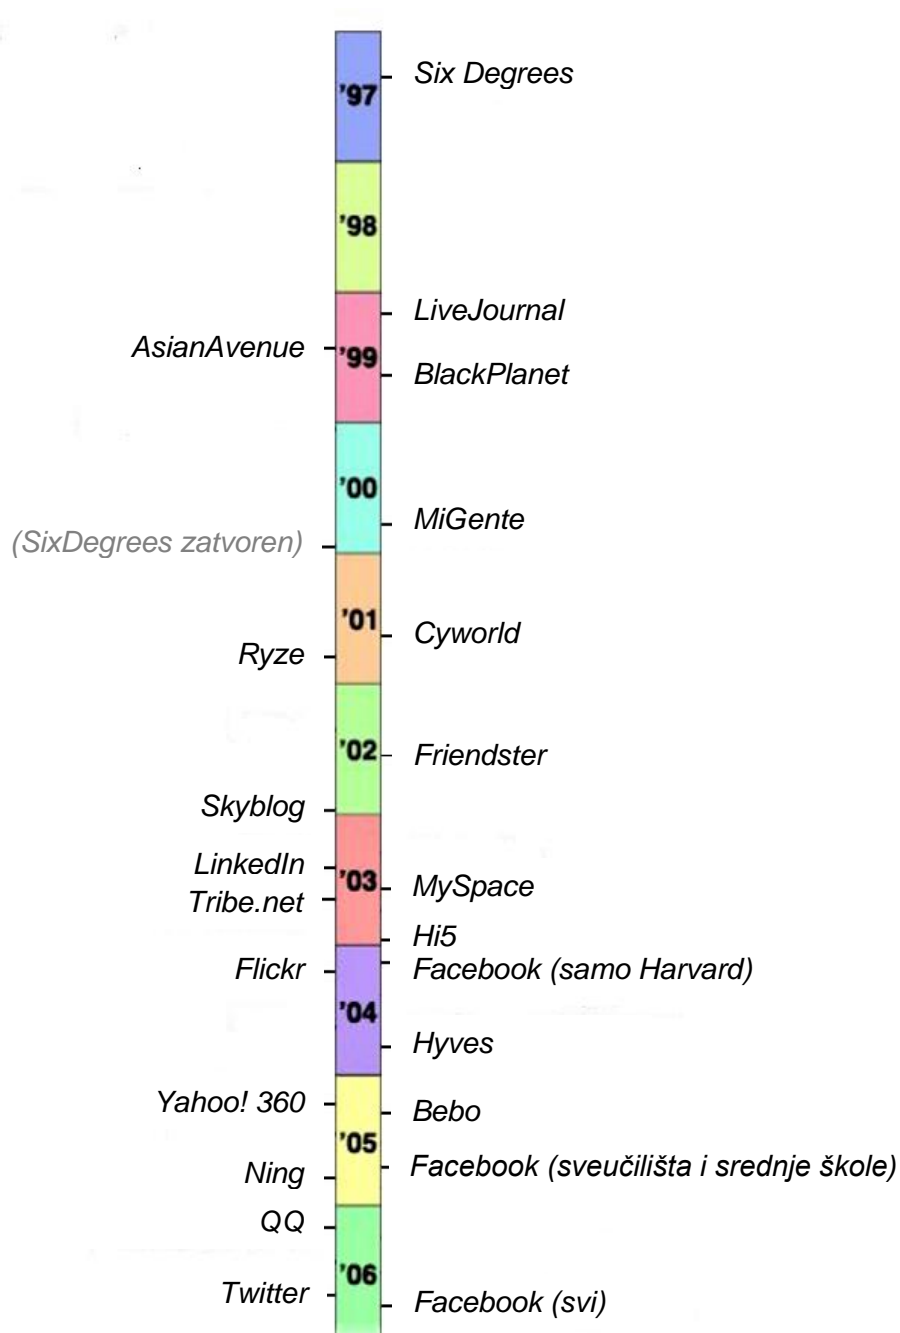 Six Degrees
'97
'98
LiveJournal
AsianAvenue
'99
BlackPlanet
'00
MiGente
(SixDegrees zatvoren)
'01
Cyworld
Ryze
'02
Friendster
Skyblog
LinkedIn
'03
MySpace
Tribe.net
Hi5
Flickr
Facebook (samo Harvard)
'04
Hyves
Yahoo! 360
Bebo
'05
Facebook (sveučilišta i srednje škole)
Ning
QQ
'06
Twitter
Facebook (svi)